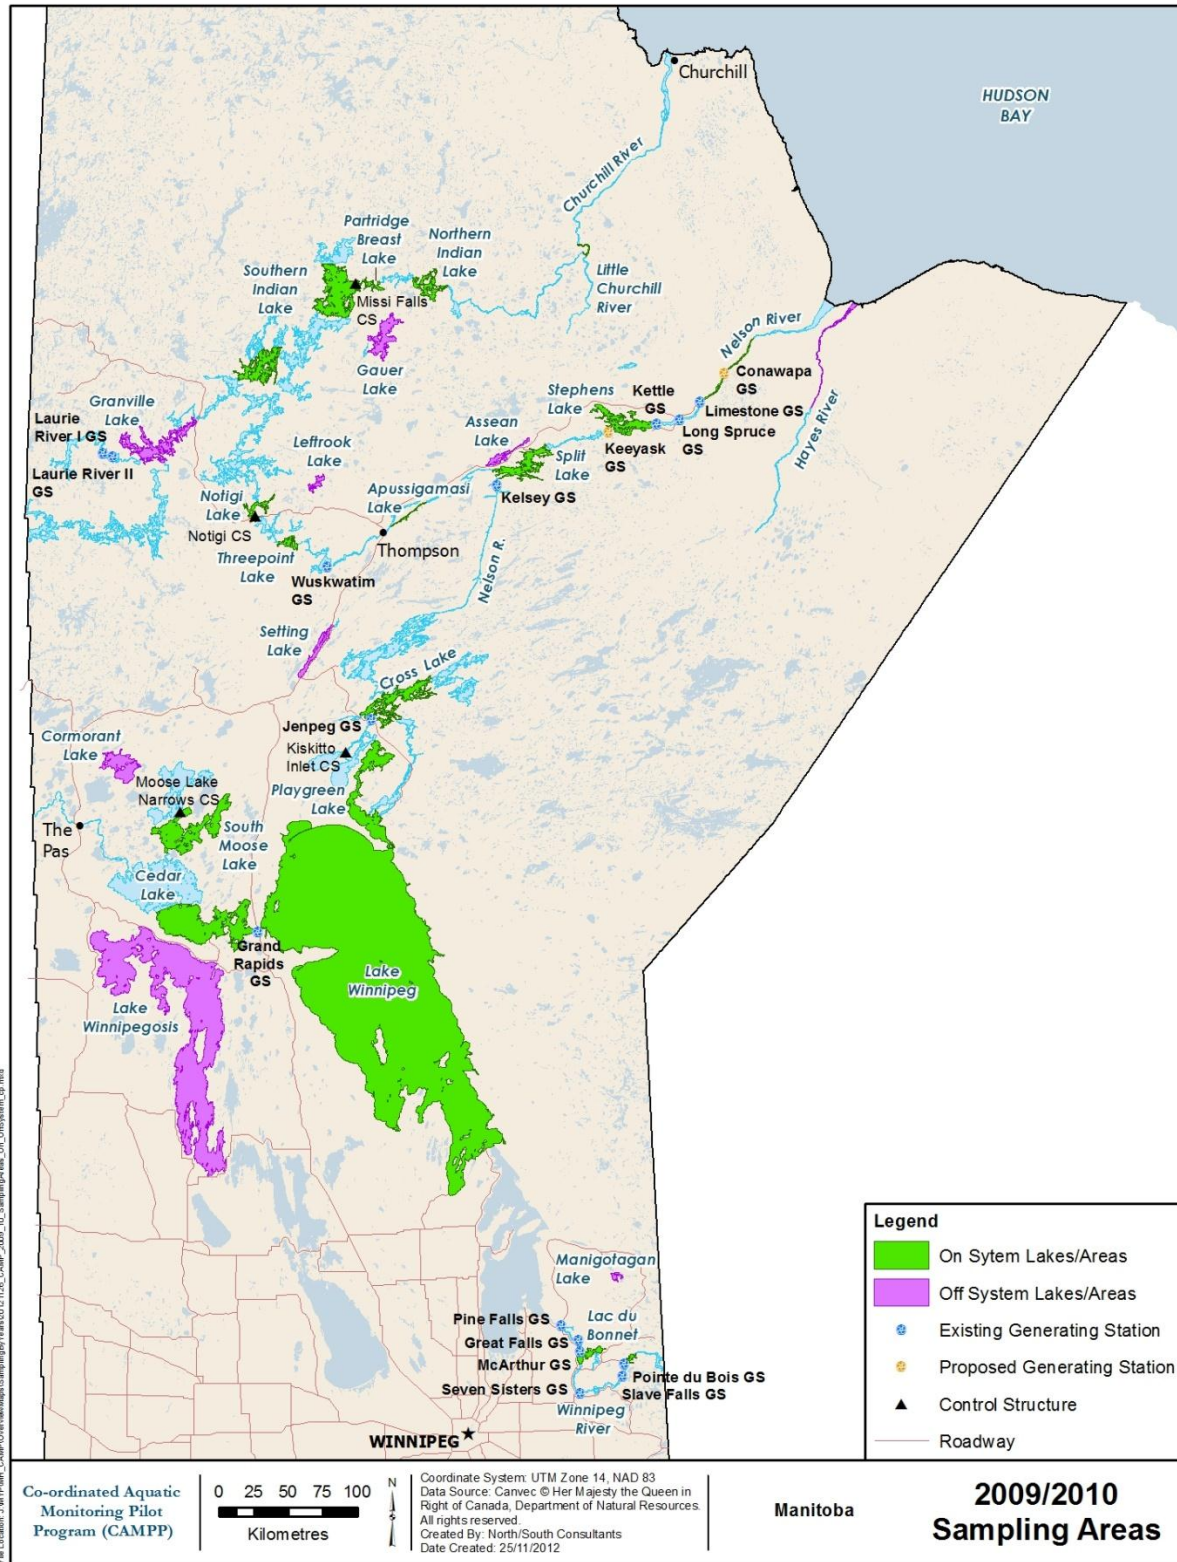 Churchill
HUDSON
BAY
Churchill River
Partridge
Breast
Lake
Northern
Indian
Lake
Southern
Indian
Lake
Missi Falls
CS
Little
Churchill
River
Gauer
Lake
Nelson River
Conawapa
GS
Stephens
Lake
Kettle
GS
Limestone GS
Long Spruce
GS
Hayes River
Granville
Lake
Laurie
River I GS
Laurie River II
GS
Leftrook
Lake
Assean
Lake
Split
Lake
Keeyask
GS
Kelsey GS
Notigi
Lake
Notigi CS
Apussigamasi
Lake
Thompson
Threepoint
Lake
Wuskwatim
GS
Nelson R.
Setting
Lake
Cross Lake
Jenpeg GS
Kiskitto
Inlet CS
Cormorant
Lake
Moose Lake
Narrows CS
Playgreen
Lake
The
Pas
South
Moose
Lake
Cedar
Lake
Grand
Rapids
GS
Lake
Winnipeg
Lake
Winnipegosis
Manigotagan
Lake
Pine Falls GS
Lac du
Bonnet
Great Falls GS
McArthur GS
Pointe du Bois GS
Seven Sisters GS
Slave Falls GS
Winnipeg
River
WINNIPEG
Legend
On Sytem Lakes/Areas
Off System Lakes/Areas
Existing Generating Station
Proposed Generating Station
Control Structure
Roadway
Co-ordinated Aquatic
Monitoring Pilot
Program (CAMPP)
0 25 50 75 100
Kilometres
N
Coordinate System: UTM Zone 14, NAD 83
Data Source: Canvec © Her Majesty the Queen in
Right of Canada, Department of Natural Resources.
All rights reserved.
Created By: North/South Consultants
Date Created: 25/11/2012
Manitoba
2009/2010
Sampling Areas